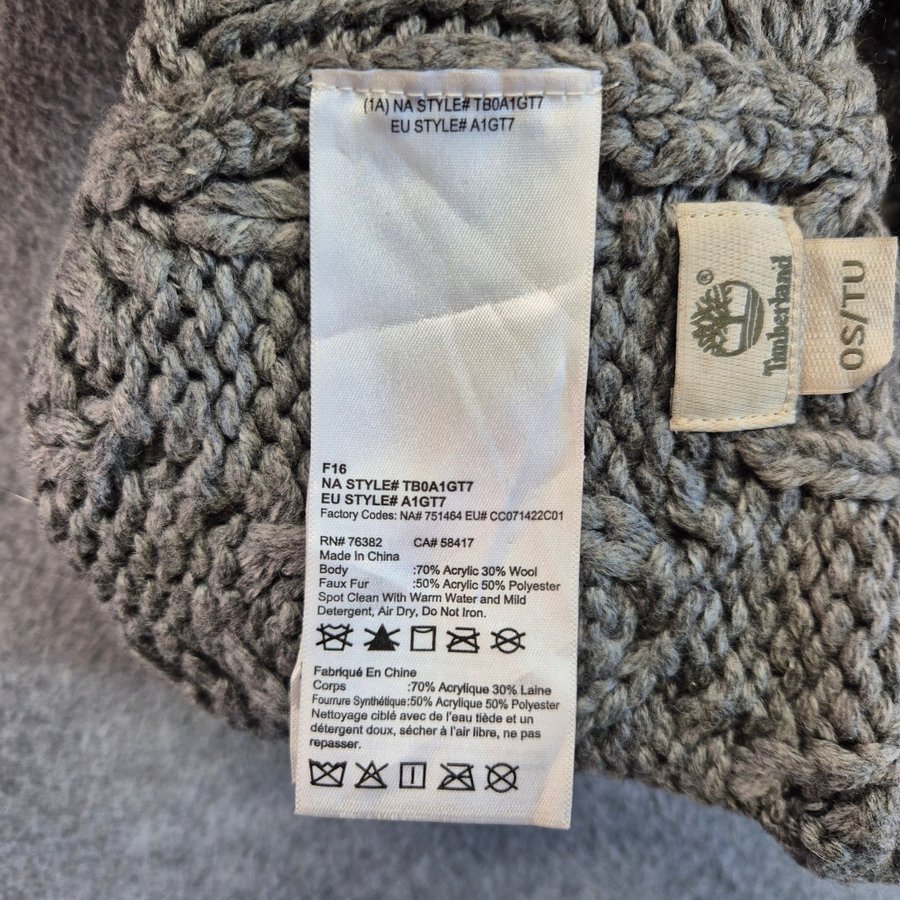 (1A) NA STYLE# TB0A1GT7
EU STYLE# A1GT7
F16
NA STYLE# TB0A1GT7
EU STYLE# A1GT7
Factory Codes: NA# 751464 EU# CC071422C01
RN# 76382 CA# 58417
Made In China
Body :70% Acrylic 30% Wool
Faux Fur :50% Acrylic 50% Polyester
Spot Clean With Warm Water and Mild
Detergent, Air Dry, Do Not Iron.
Fabriqué En Chine
Corps :70% Acrylique 30% Laine
Fourrure Synthétique:50% Acrylique 50% Polyester
Nettoyage ciblé avec de l'eau tiède et un
détergent doux, sécher à l'air libre, ne pas
repasser.
Timberland®
OS/TU